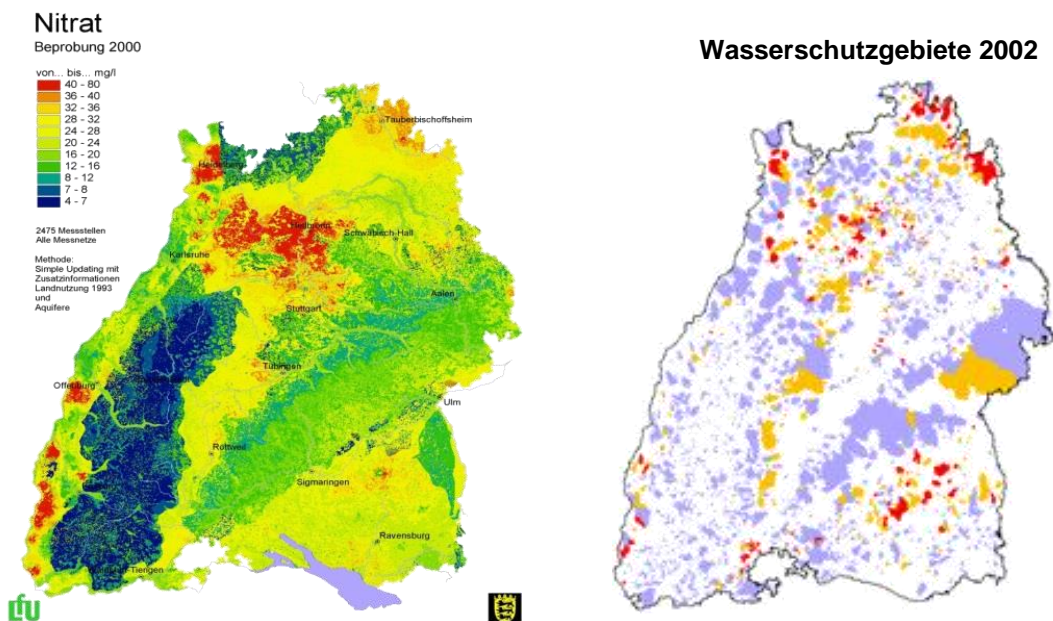 Nitrat
Beprobung 2000
von... bis... mg/l
40 - 80
36 - 40
32 - 36
28 - 32
24 - 28
20 - 24
16 - 20
12 - 16
8 - 12
7 - 8
4 - 7
2475 Messstellen
Alle Messnetze
Methode:
Simple Updating mit
Zusatzinformationen
Landnutzung 1993
und
Aquifere
Tauberbischoffsheim
Heidelberg
Heilbronn
Schwäbisch-Hall
Karlsruhe
Aalen
Stuttgart
Tübingen
Offenburg
Ulm
Rottweil
Sigmaringen
Ravensburg
Tiengen
LfU
Wasserschutzgebiete 2002